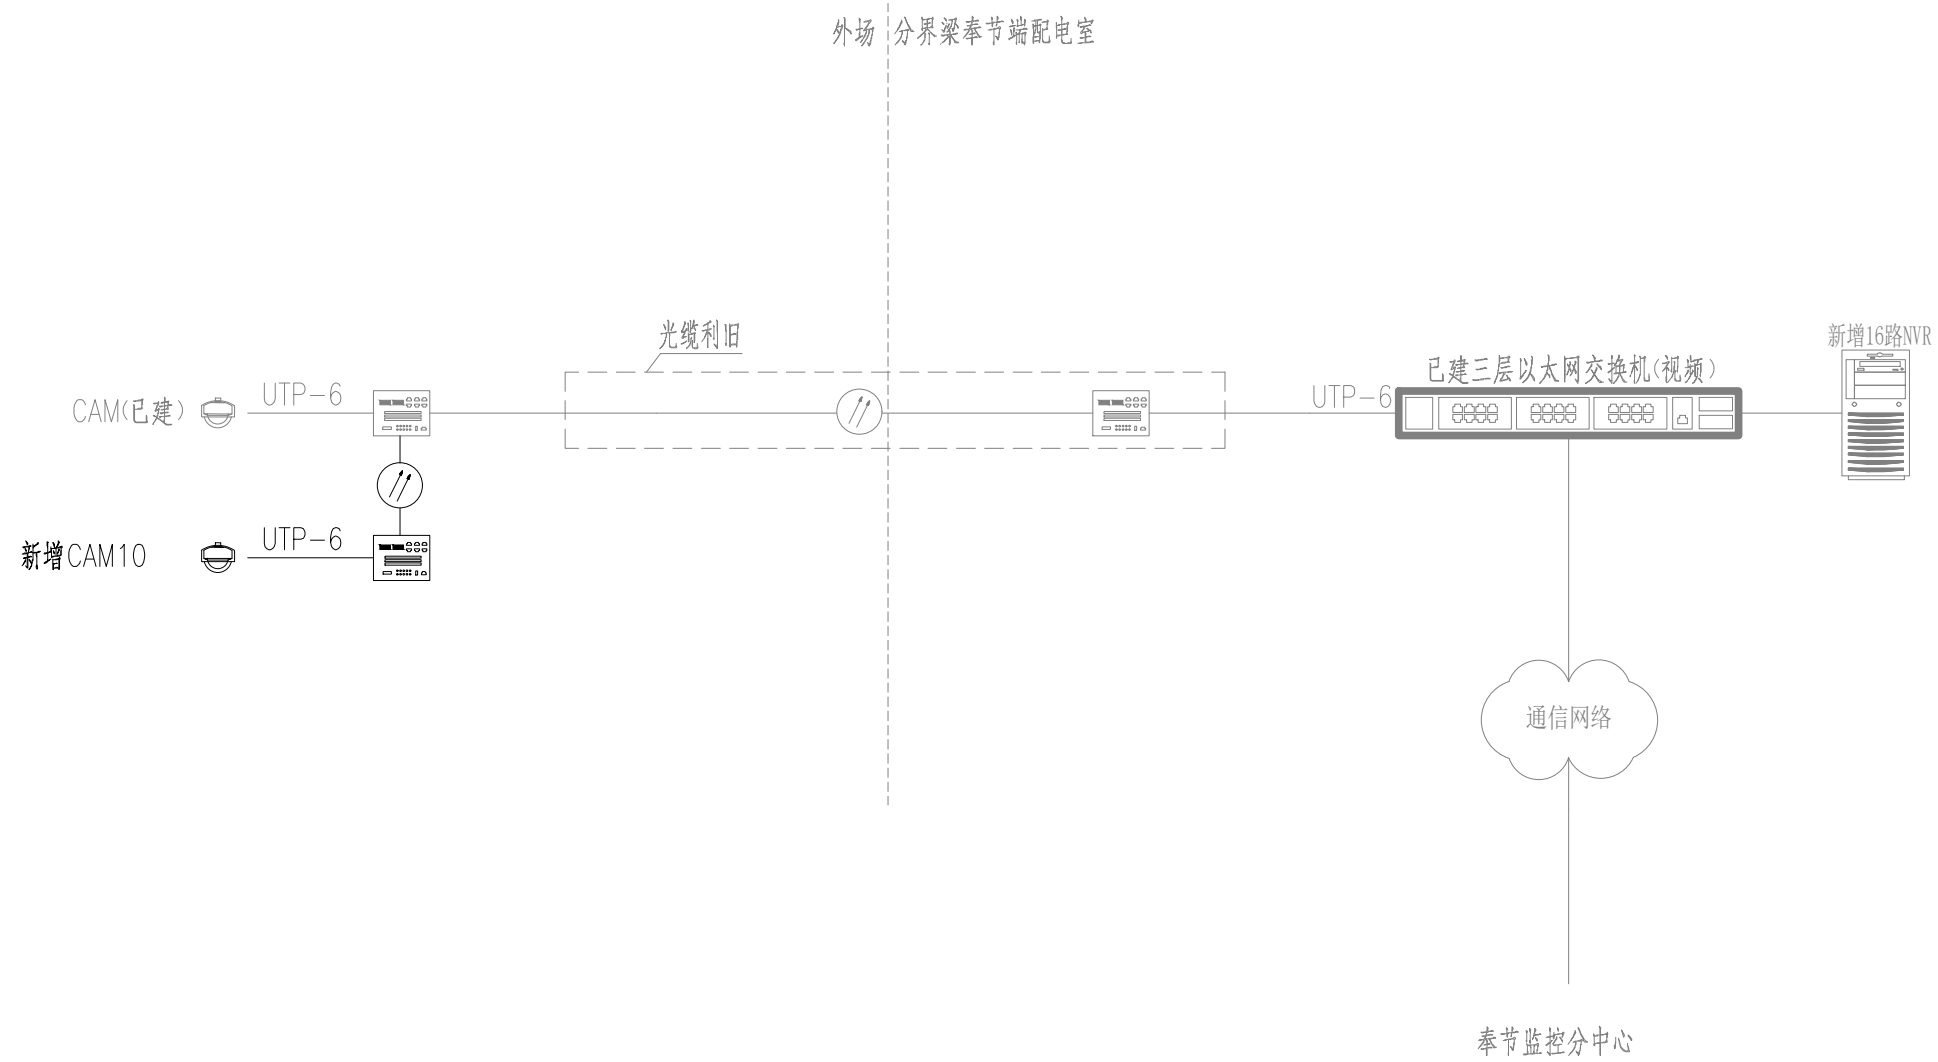 外场
分界梁奉节端配电室
光缆利旧
新增16路NVR
已建三层以太网交换机(视频)
CAM(已建)
UTP-6
UTP-6
新增CAM10
UTP-6
通信网络
奉节监控分中心